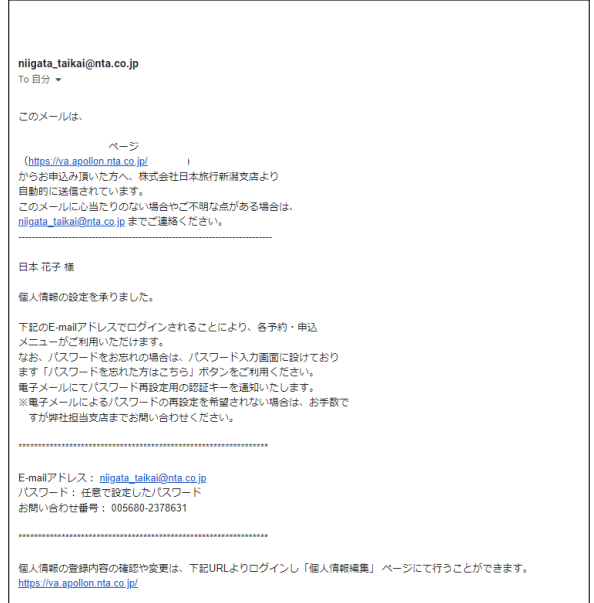 niigata_taikai@nta.co.jp
To 自分
このメールは、
ページ
(https://va.apollon.nta.co.jp/ )
からお申込み頂いた方へ、株式会社日本旅行新潟支店より
自動的に送信されています。
このメールに心当たりのない場合やご不明な点がある場合は、
niigata_taikai@nta.co.jp までご連絡ください。
------------------------------------------------------------------------
日本 花子 様
個人情報の設定を承りました。
下記のE-mailアドレスでログインされることにより、各予約・申込
メニューがご利用いただけます。
なお、パスワードをお忘れの場合は、パスワード入力画面に設けており
ます「パスワードを忘れた方はこちら」ボタンをご利用ください。
電子メールにてパスワード再設定用の認証キーを通知いたします。
※電子メールによるパスワードの再設定を希望されない場合は、お手数で
すが弊社担当支店までお問い合わせください。
****************************************************************
E-mailアドレス： niigata_taikai@nta.co.jp
パスワード： 任意で設定したパスワード
お問い合わせ番号： 005680-2378631
****************************************************************
個人情報の登録内容の確認や変更は、下記URLよりログインし「個人情報編集」 ページにて行うことができます。
https://va.apollon.nta.co.jp/